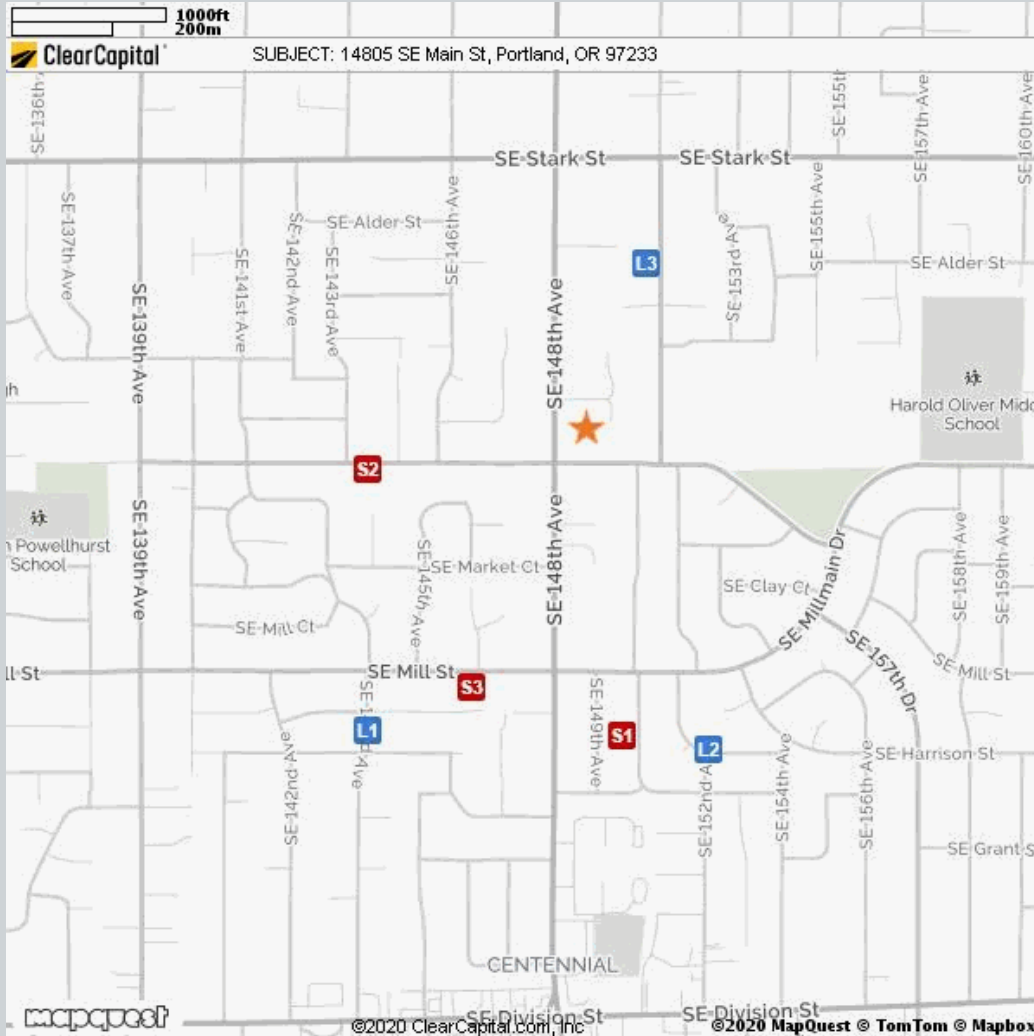 1000ft
200m
ClearCapital
SUBJECT: 14805 SE Main St, Portland, OR 97233
SE 136th
SE 155th
SE 157th Ave
SE 160th Ave
SE Stark St
SE Stark St
SE 137th Ave
SE 141st Ave
SE 142nd Ave
SE 143rd Ave
SE Alder St
SE 146th Ave
SE 153rd Ave
SE 155th Ave
SE Alder St
L3
SE 139th Ave
SE 148th Ave
Harold Oliver Midd
School
S2
SE 139th Ave
SE 148th Ave
n Powellhurst
School
SE 145th Ave
SE Market Ct
SE Clay Ct
SE Millmain Dr
SE 158th Ave
SE 159th Ave
SE Mill Ct
ll St
SE Mill St
S3
SE 157th Dr
SE Mill St
L1
SE 149th Ave
S1
L2
SE Harrison St
SE 142nd Ave
SE 152nd A
SE 154th Ave
SE 156th Ave
SE Grant S
CENTENNIAL
mapquest
SE Division St
SE Division St
©2020 ClearCapital.com, Inc
©2020 MapQuest © TomTom © Mapbox